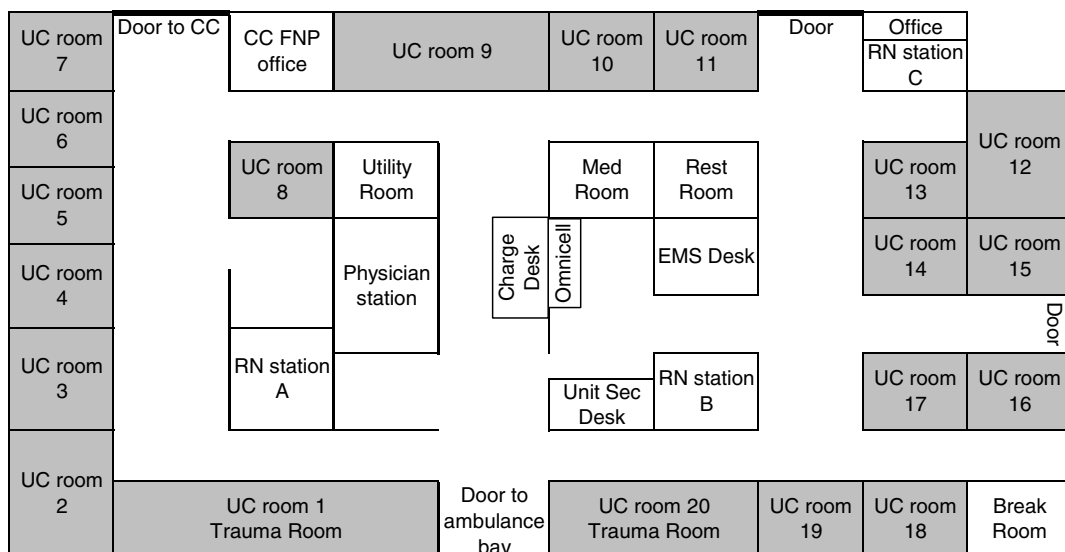 UC room
7
Door to CC
CC FNP
office
UC room 9
UC room
10
UC room
11
Door
Office
RN station
C
UC room
6
UC room
12
UC room
8
Utility
Room
Med
Room
Rest
Room
UC room
13
UC room
5
Charge
Desk
Omnicell
EMS Desk
UC room
14
UC room
15
UC room
4
Physician
station
Door
UC room
3
RN station
A
Unit Sec
Desk
RN station
B
UC room
17
UC room
16
UC room
2
UC room 1
Trauma Room
Door to
ambulance
bay
UC room 20
Trauma Room
UC room
19
UC room
18
Break
Room